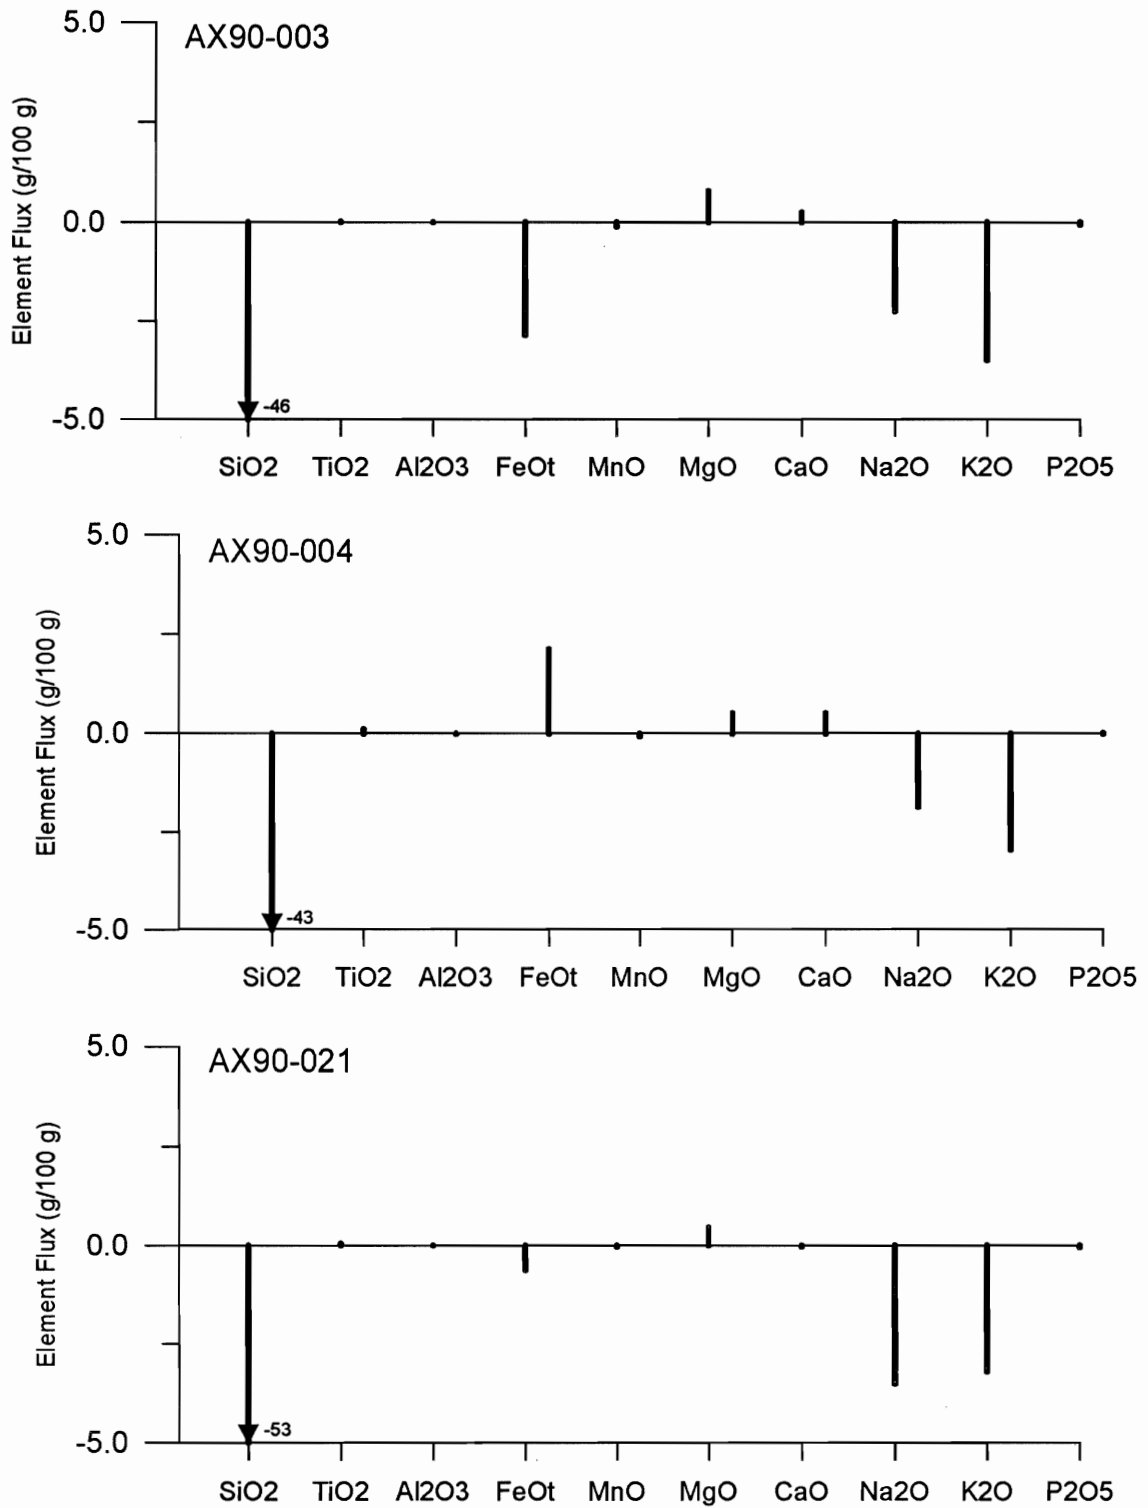 5.0
AX90-003
Element Flux (g/100 g)
0.0
-46
-5.0
SiO2 TiO2 Al2O3 FeOt MnO MgO CaO Na2O K2O P2O5
5.0
AX90-004
Element Flux (g/100 g)
0.0
-43
-5.0
SiO2 TiO2 Al2O3 FeOt MnO MgO CaO Na2O K2O P2O5
5.0
AX90-021
Element Flux (g/100 g)
0.0
-53
-5.0
SiO2 TiO2 Al2O3 FeOt MnO MgO CaO Na2O K2O P2O5